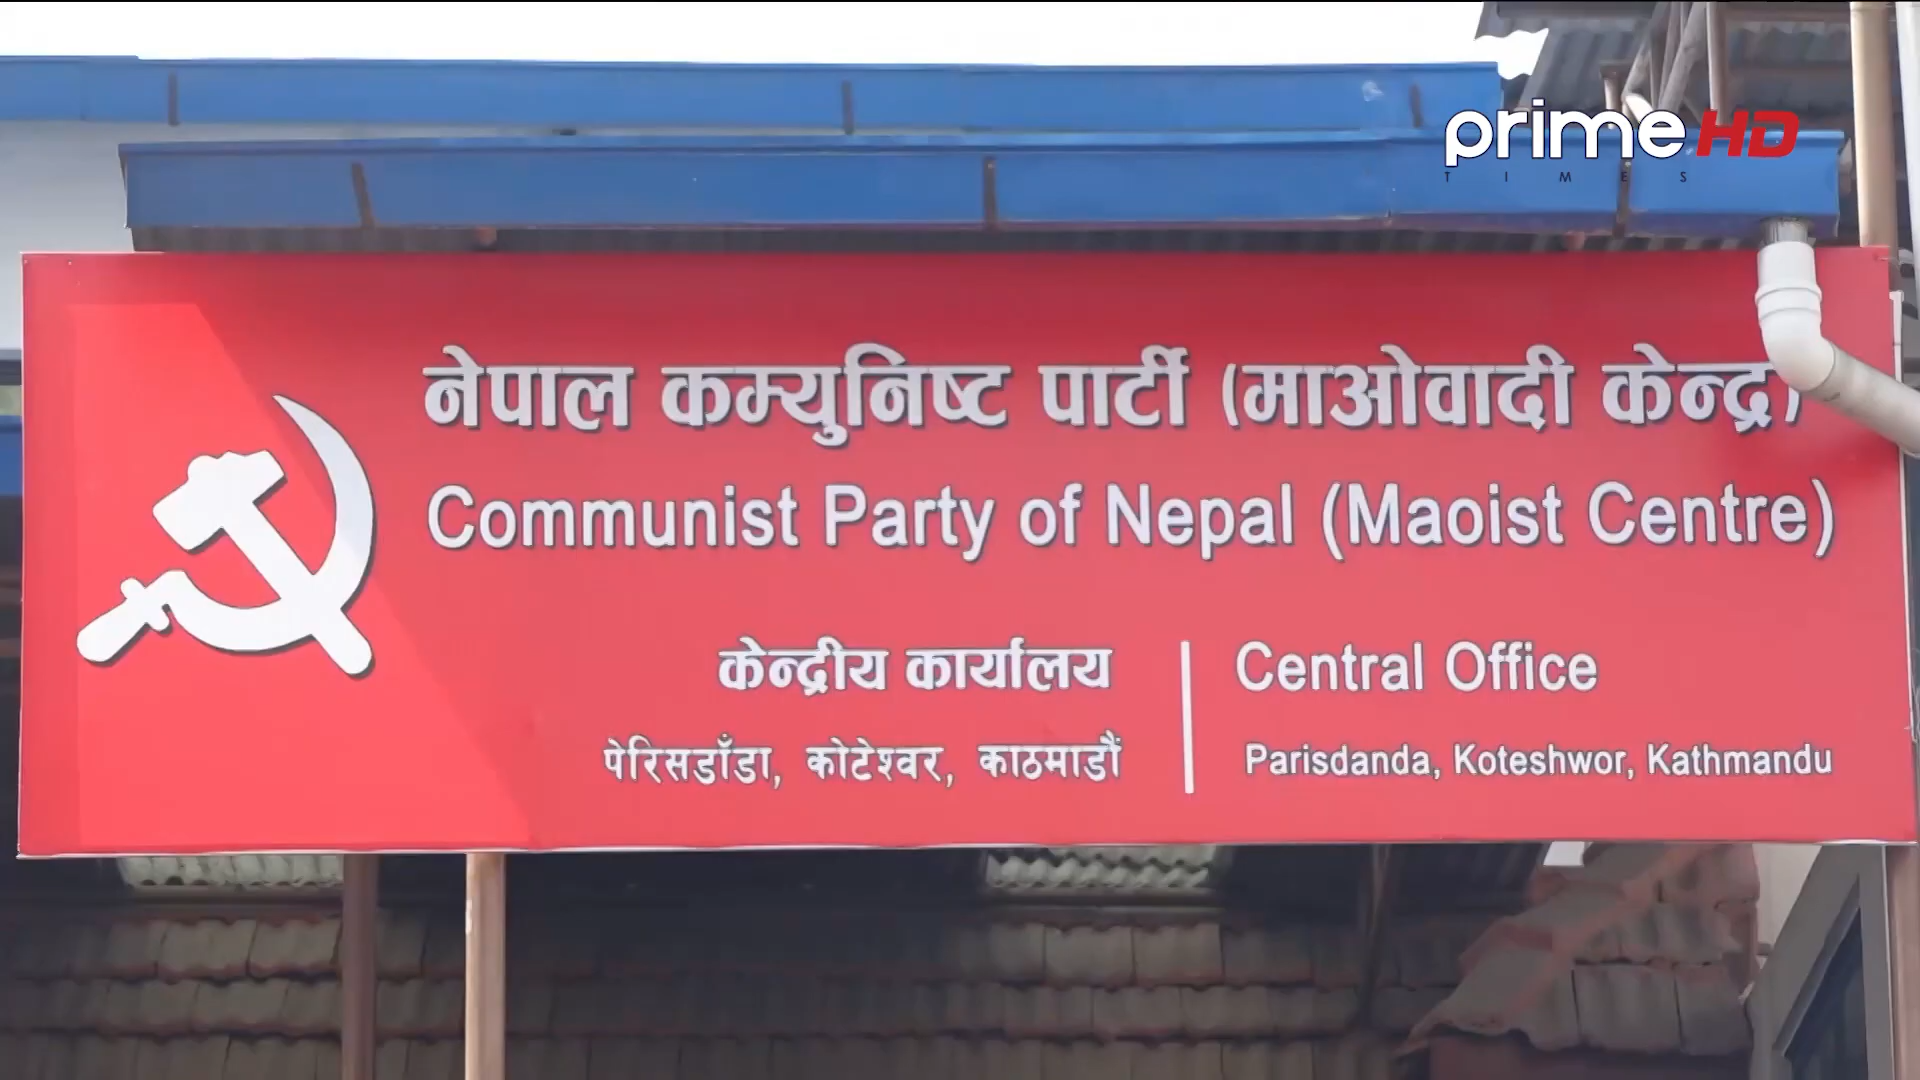 prime HD
TIMES
नेपाल कम्युनिष्ट पार्टी (माओवादी केन्द्र)
Communist Party of Nepal (Maoist Centre)
केन्द्रीय कार्यालय
पेरिसडाँडा, कोटेश्वर, काठमाडौं
Central Office
Parisdanda, Koteshwor, Kathmandu